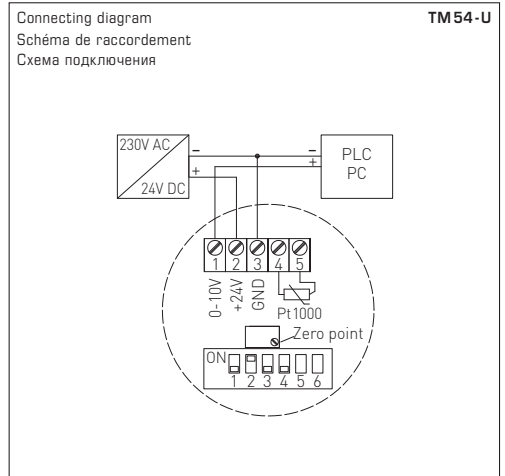 Connecting diagram
TM54-U
Schéma de raccordement
Схема подключения
230V AC
24V DC
–
+
–
+
PLC
PC
1 2 3 4 5
0-10V
+24V
GND
Pt1000
Zero point
ON
1 2 3 4 5 6